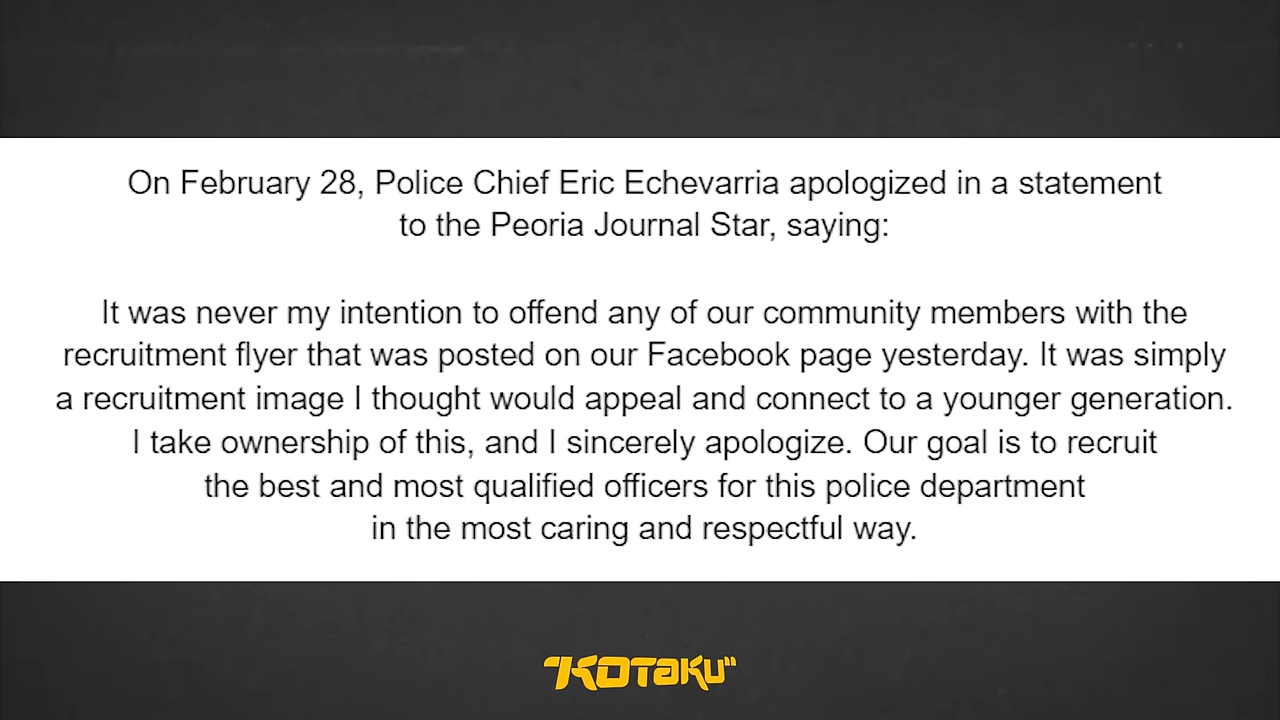 On February 28, Police Chief Eric Echevarria apologized in a statement
to the Peoria Journal Star, saying:
It was never my intention to offend any of our community members with the
recruitment flyer that was posted on our Facebook page yesterday. It was simply
a recruitment image I thought would appeal and connect to a younger generation.
I take ownership of this, and I sincerely apologize. Our goal is to recruit
the best and most qualified officers for this police department
in the most caring and respectful way.
"KOTAKU"